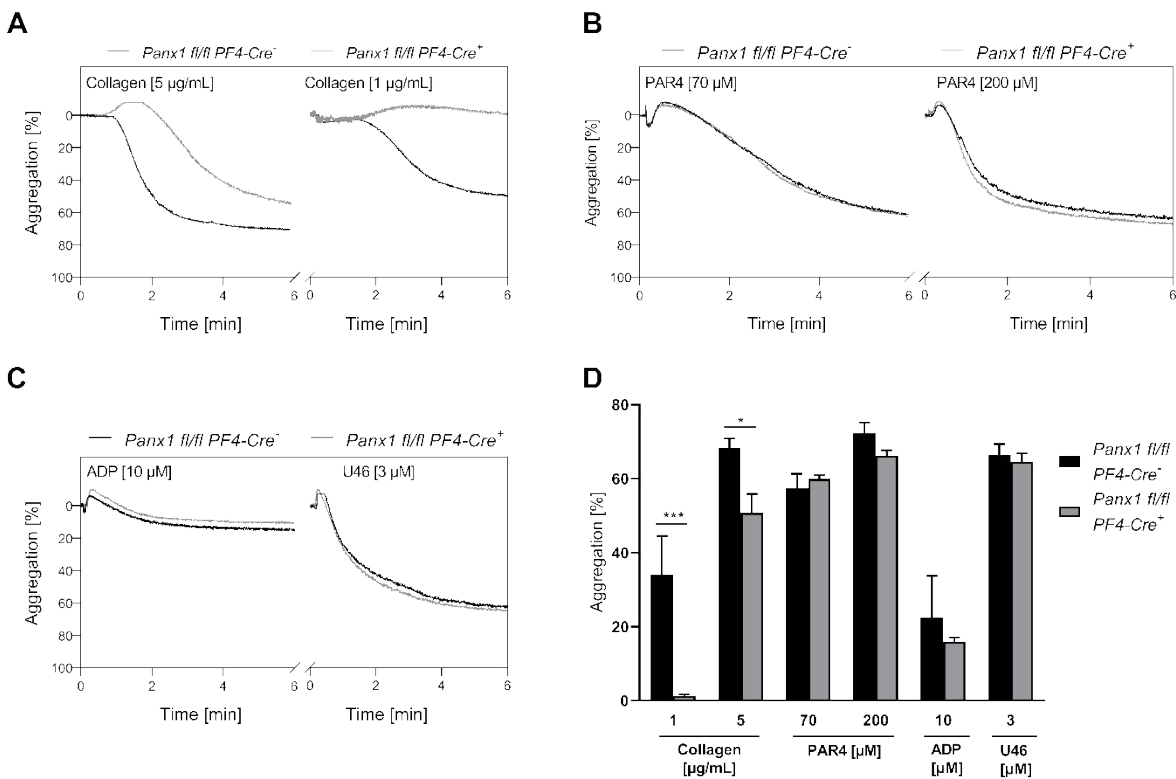 A
Panx1 fl/fl PF4-Cre⁻ Panx1 fl/fl PF4-Cre⁺
Collagen [5 µg/mL] Collagen [1 µg/mL]
Aggregation [%]
0
20
40
60
80
100
0 2 4 6 0 2 4 6
Time [min] Time [min]
B
Panx1 fl/fl PF4-Cre⁻ Panx1 fl/fl PF4-Cre⁺
PAR4 [70 µM] PAR4 [200 µM]
Aggregation [%]
0
20
40
60
80
100
0 2 4 6 0 2 4 6
Time [min] Time [min]
C
Panx1 fl/fl PF4-Cre⁻ Panx1 fl/fl PF4-Cre⁺
ADP [10 µM] U46 [3 µM]
Aggregation [%]
0
20
40
60
80
100
0 2 4 6 0 2 4 6
Time [min] Time [min]
D
80
60
40
20
0
Aggregation [%]
***
*
Panx1 fl/fl
PF4-Cre⁻
Panx1 fl/fl
PF4-Cre⁺
1 5 70 200 10 3
Collagen PAR4 [µM] ADP U46
[µg/mL] [µM] [µM]